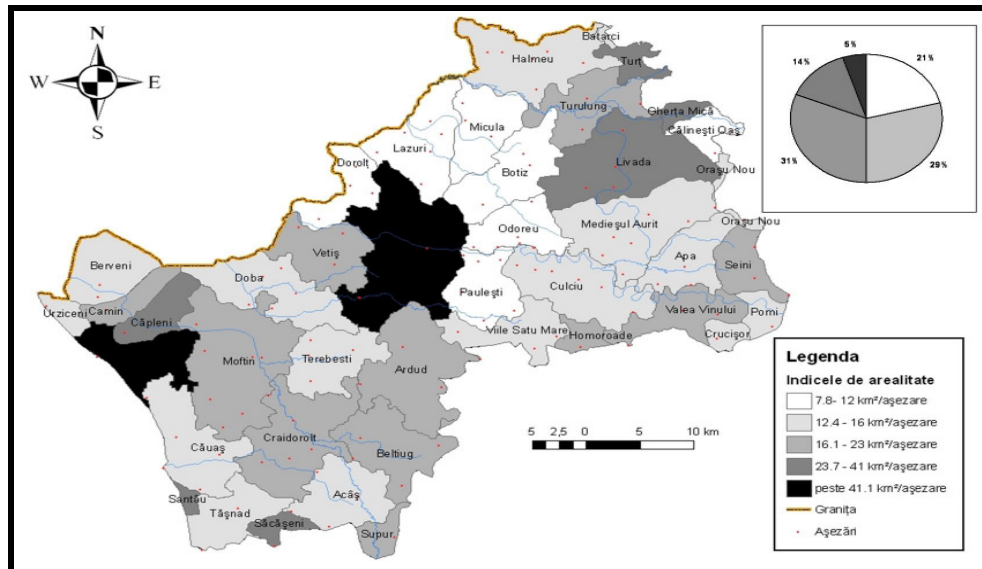 N
W
E
S
Batarci
Halmeu
Turț
Turulung
Gherța Mică
Călinești Oaș
Micula
Lazuri
Dorolț
Botiz
Livada
Orașu Nou
Odoreu
Medieșul Aurit
Orașu Nou
Vetiș
Apa
Seini
Berveni
Doba
Culciu
Paulești
Urziceni
Camin
Căpleni
Valea Vinului
Pomi
Viile Satu Mare
Homoroade
Crucișor
Moftin
Terebesti
Ardud
Căuaș
Craidorolt
Beltiug
Santău
Acâș
Tășnad
Săcășeni
Supur
5%
21%
14%
31%
29%
5 2,5 0 5 10 km
Legenda
Indicele de arealitate
7.8- 12 km²/așezare
12.4 - 16 km²/așezare
16.1 - 23 km²/așezare
23.7 - 41 km²/așezare
peste 41.1 km²/așezare
Granița
Așezări